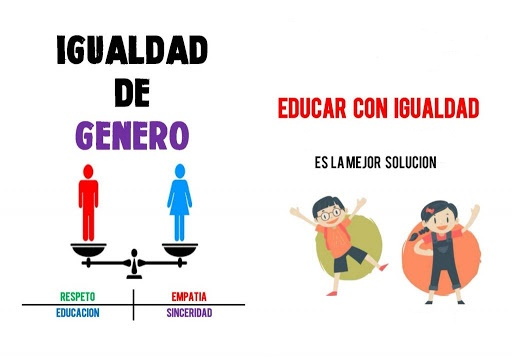 IGUALDAD
DE
GENERO
RESPETO
EMPATIA
EDUCACION
SINCERIDAD
EDUCAR CON IGUALDAD
ES LA MEJOR SOLUCION